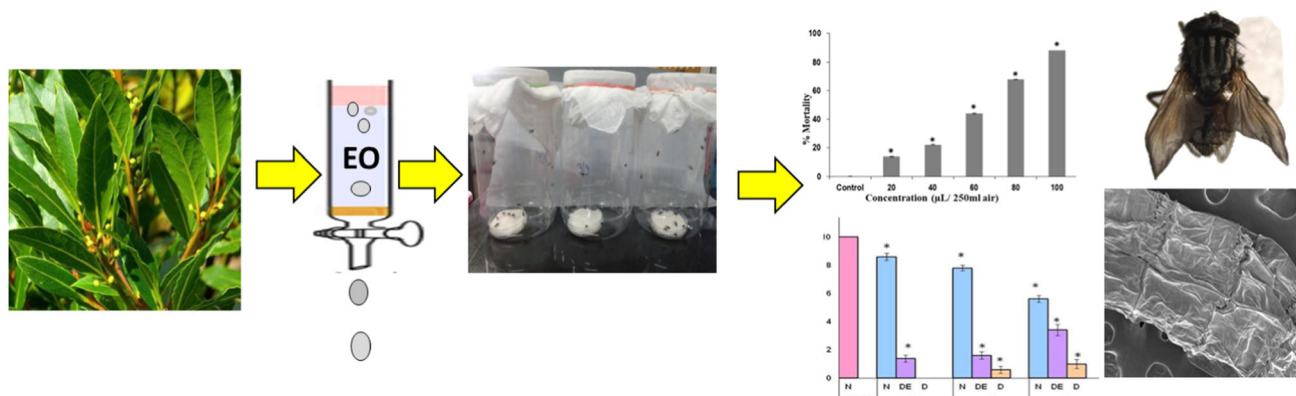 EO
% Mortality
100
80
60
40
20
0
Control 20 40 60 80 100
Concentration (µL/ 250ml air)
* * * * *
10
8
6
4
2
0
* * * * * * * *
N N DE D N DE D N DE D